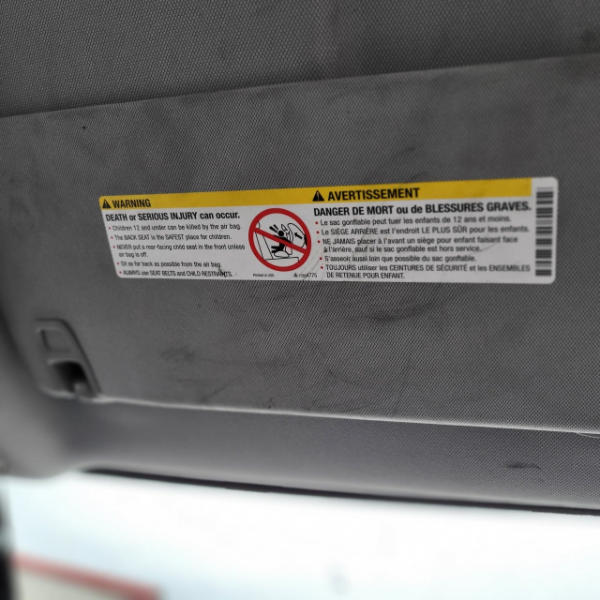 WARNING
DEATH or SERIOUS INJURY can occur.
• Children 12 and under can be killed by the air bag.
• The BACK SEAT is the SAFEST place for children.
• NEVER put a rear-facing child seat in the front unless
air bag is off.
• Sit as far back as possible from the air bag.
• ALWAYS use SEAT BELTS and CHILD RESTRAINTS.
AVERTISSEMENT
DANGER DE MORT ou de BLESSURES GRAVES.
• Le sac gonflable peut tuer les enfants de 12 ans et moins.
• Le SIÈGE ARRIÈRE est l'endroit LE PLUS SÛR pour les enfants.
• NE JAMAIS placer à l'avant un siège pour enfant faisant face
à l'arrière, sauf si le sac gonflable est hors service.
• S'asseoir aussi loin que possible du sac gonflable.
• TOUJOURS utiliser les CEINTURES DE SÉCURITÉ et les ENSEMBLES
DE RETENUE POUR ENFANT.
Printed in